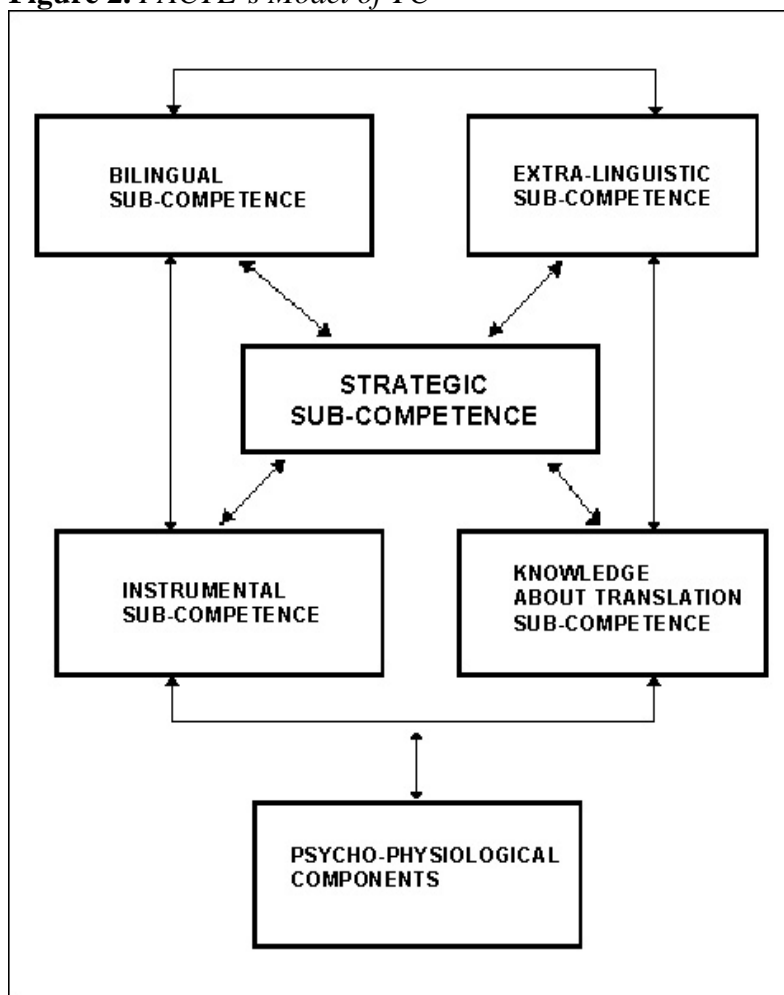 Figure 2. PACTE's Model of TC
BILINGUAL
SUB-COMPETENCE
EXTRA-LINGUISTIC
SUB-COMPETENCE
STRATEGIC
SUB-COMPETENCE
INSTRUMENTAL
SUB-COMPETENCE
KNOWLEDGE
ABOUT TRANSLATION
SUB-COMPETENCE
PSYCHO-PHYSIOLOGICAL
COMPONENTS